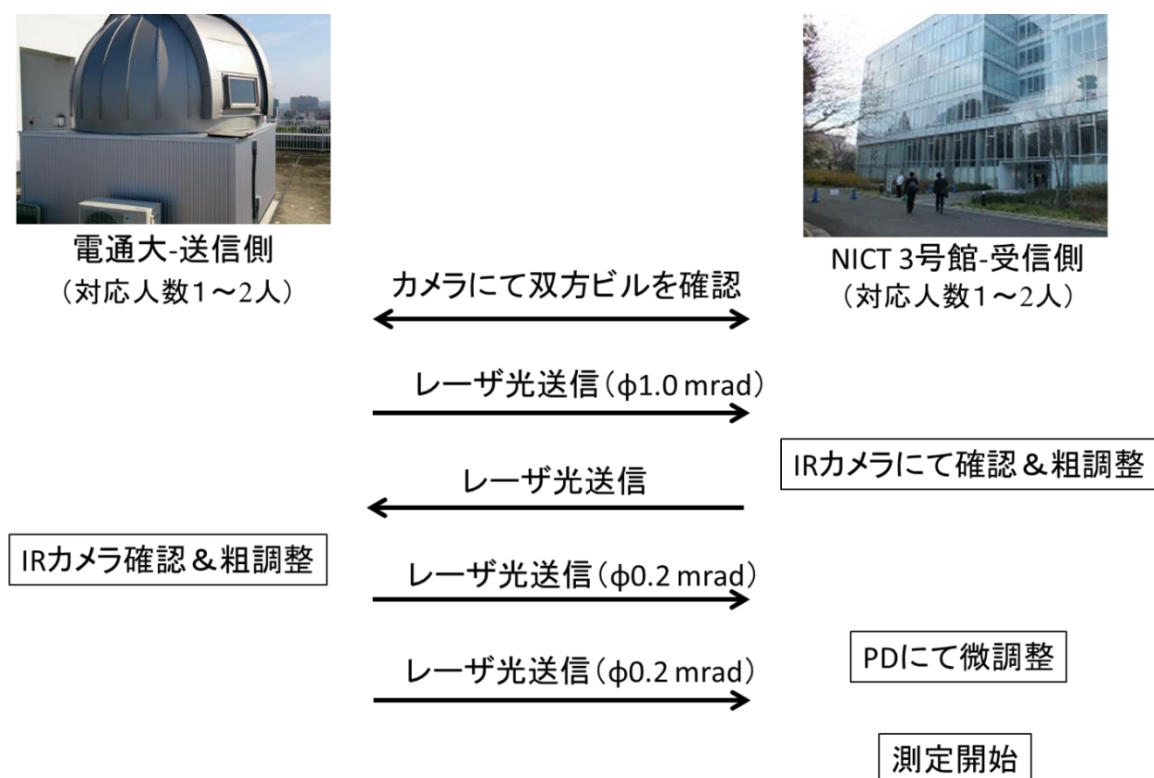 電通大-送信側
（対応人数１～2人）
NICT 3号館-受信側
（対応人数１～2人）
カメラにて双方ビルを確認
レーザ光送信（φ1.0 mrad）
IRカメラにて確認＆粗調整
レーザ光送信
IRカメラ確認＆粗調整
レーザ光送信（φ0.2 mrad）
PDにて微調整
レーザ光送信（φ0.2 mrad）
測定開始